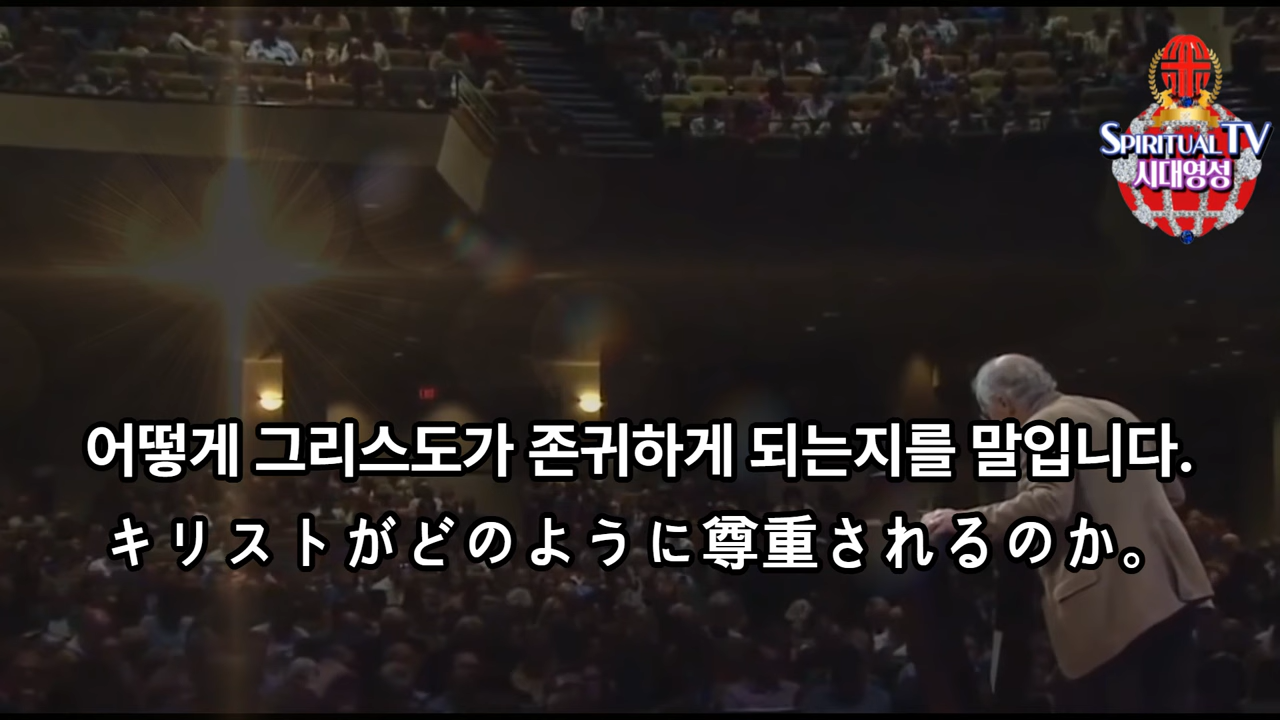 SPIRITUAL TV
시대영성
어떻게 그리스도가 존귀하게 되는지를 말입니다.
キリストがどのように尊重されるのか。